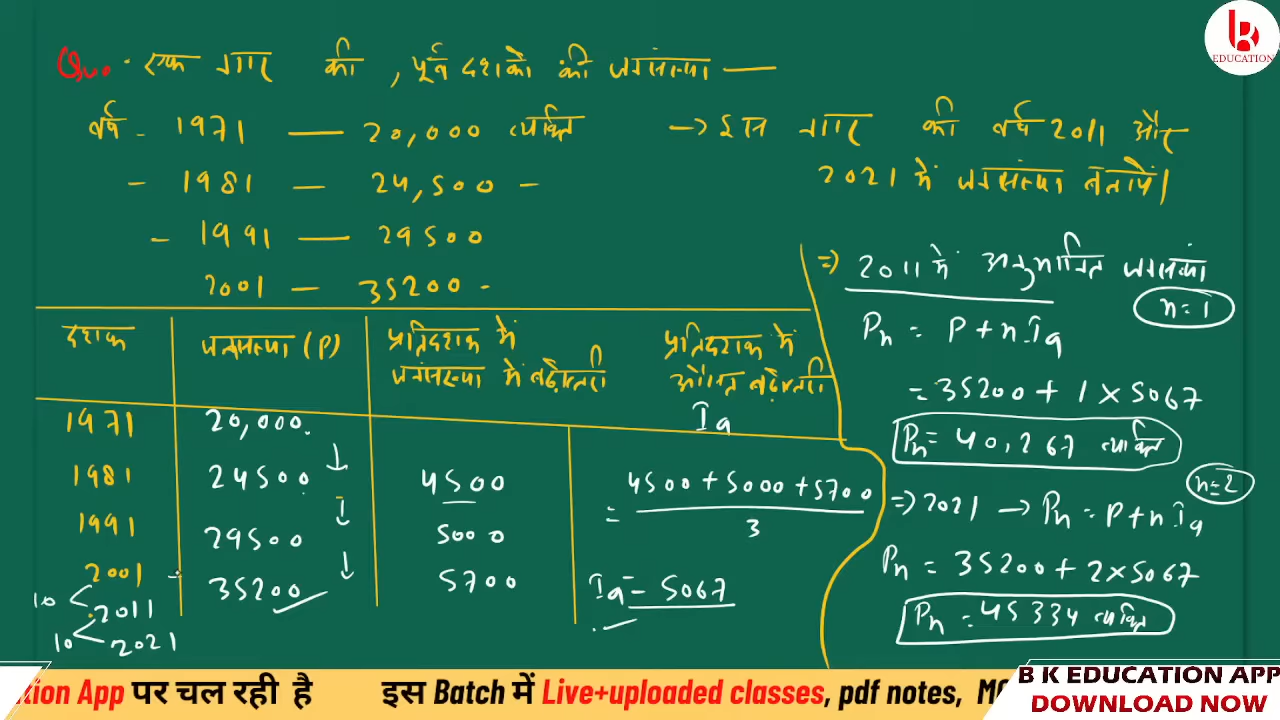 Que. एक नगर की, पूर्व दशकों की जनसंख्या —
वर्ष - 1971 — 20,000 व्यक्ति
- 1981 — 24,500 -
- 1991 — 29500
2001 — 35200 -
→ इस नगर की वर्ष 2011 और
2021 में जनसंख्या बतायें।
दशक
जनसंख्या (P)
प्रतिदशक में
जनसंख्या में बढ़ोत्तरी
प्रतिदशक में
औसत बढ़ोत्तरी
Iq
1971 20,000.
1981 24500 4500
1991 29500 5000
2001 35200 5700
10 2011
10 2021
= 4500 + 5000 + 5700
3
Iq = 5067
⇒ 2011 में अनुमानित जनसंख्या
n = 1
Pn = P + n Iq
= 35200 + 1 × 5067
Pn = 40,267 व्यक्ति
n = 2
⇒ 2021 → Pn = P + n Iq
Pn = 35200 + 2 × 5067
Pn = 45334 व्यक्ति
b
EDUCATION
tion App पर चल रही है इस Batch में Live+uploaded classes, pdf notes, M
B K EDUCATION APP
DOWNLOAD NOW